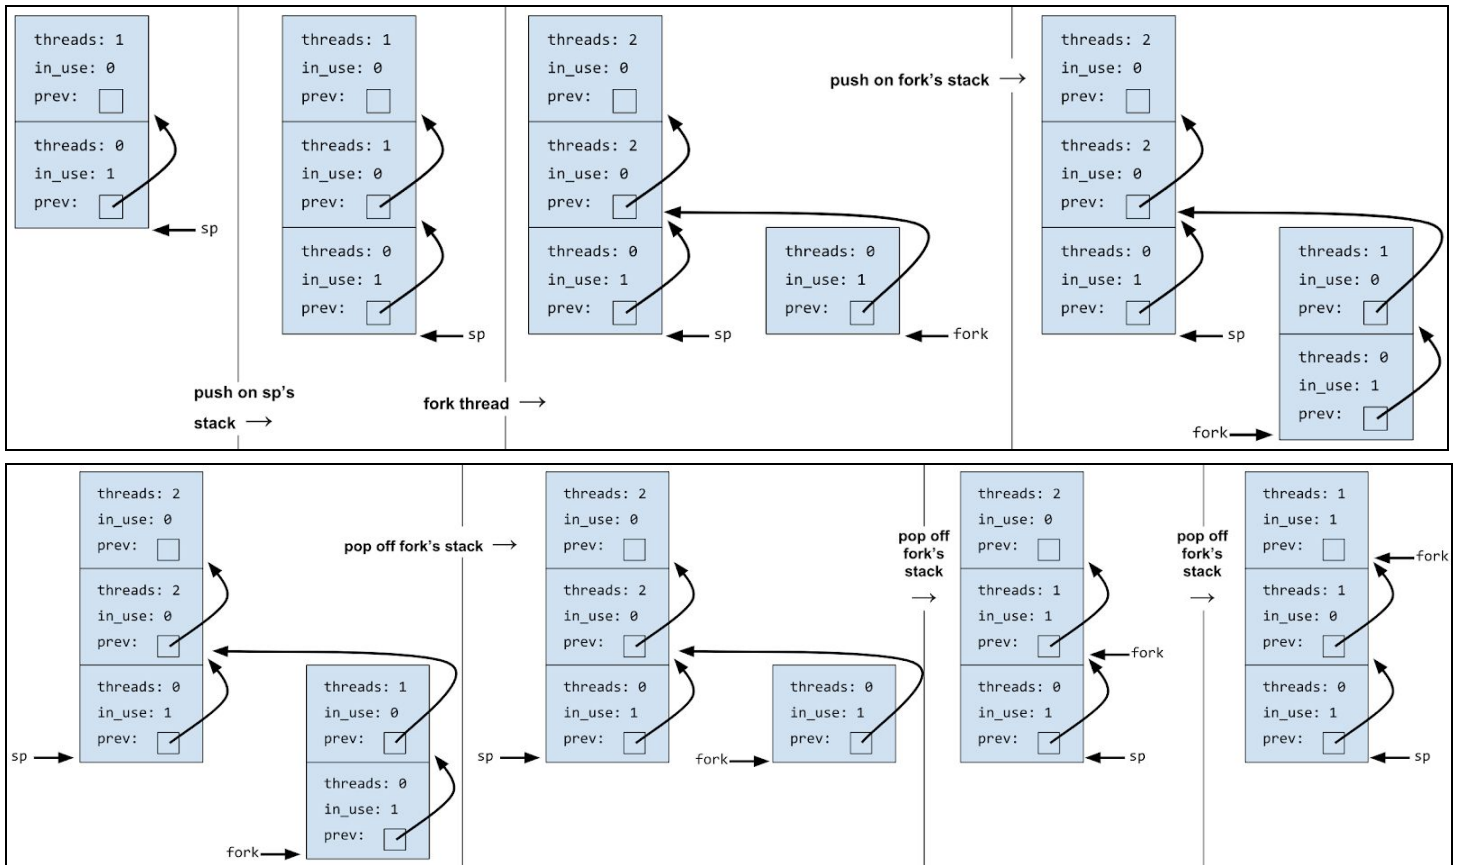 threads: 1
in_use: 0
prev:
threads: 0
in_use: 1
prev:
sp
push on sp's
stack →
threads: 1
in_use: 0
prev:
threads: 1
in_use: 0
prev:
threads: 0
in_use: 1
prev:
sp
fork thread →
threads: 2
in_use: 0
prev:
threads: 2
in_use: 0
prev:
threads: 0
in_use: 1
prev:
sp
threads: 0
in_use: 1
prev:
fork
push on fork's stack →
threads: 2
in_use: 0
prev:
threads: 2
in_use: 0
prev:
threads: 0
in_use: 1
prev:
sp
threads: 1
in_use: 0
prev:
threads: 0
in_use: 1
prev:
fork
threads: 2
in_use: 0
prev:
threads: 2
in_use: 0
prev:
threads: 0
in_use: 1
prev:
sp
threads: 1
in_use: 0
prev:
threads: 0
in_use: 1
prev:
fork
pop off fork's stack →
threads: 2
in_use: 0
prev:
threads: 2
in_use: 0
prev:
threads: 0
in_use: 1
prev:
sp
threads: 0
in_use: 1
prev:
fork
pop off
fork's
stack
→
threads: 2
in_use: 0
prev:
threads: 1
in_use: 1
prev:
fork
threads: 0
in_use: 1
prev:
sp
pop off
fork's
stack
→
threads: 1
in_use: 1
prev:
fork
threads: 1
in_use: 0
prev:
threads: 0
in_use: 1
prev:
sp